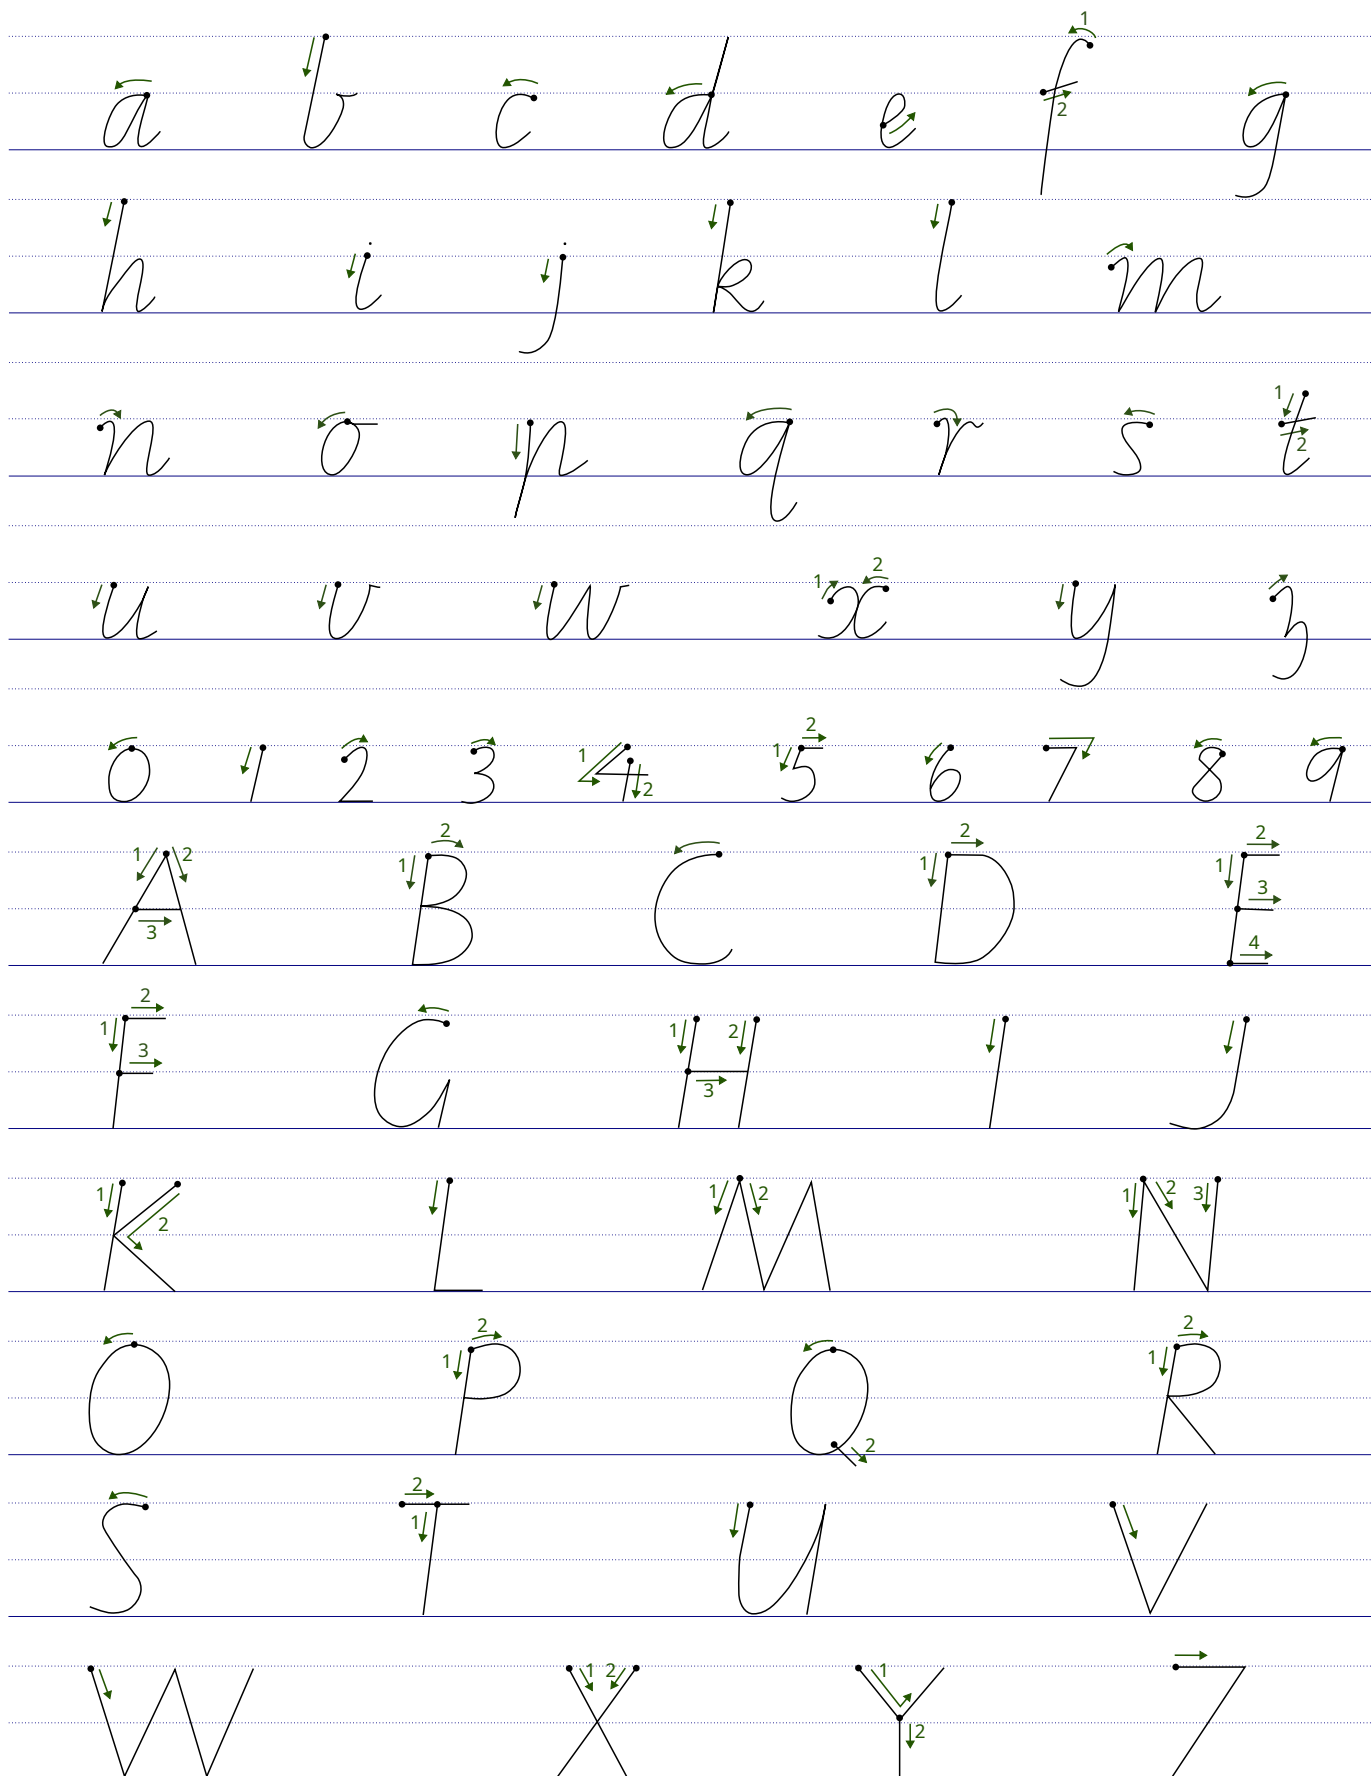 a b c d e f g
h i j k l m
n o p q r s t
u v w x y z
0 1 2 3 4 5 6 7 8 9
A B C D E
F G H I J
K L M N
O P Q R
S T U V
W X Y Z